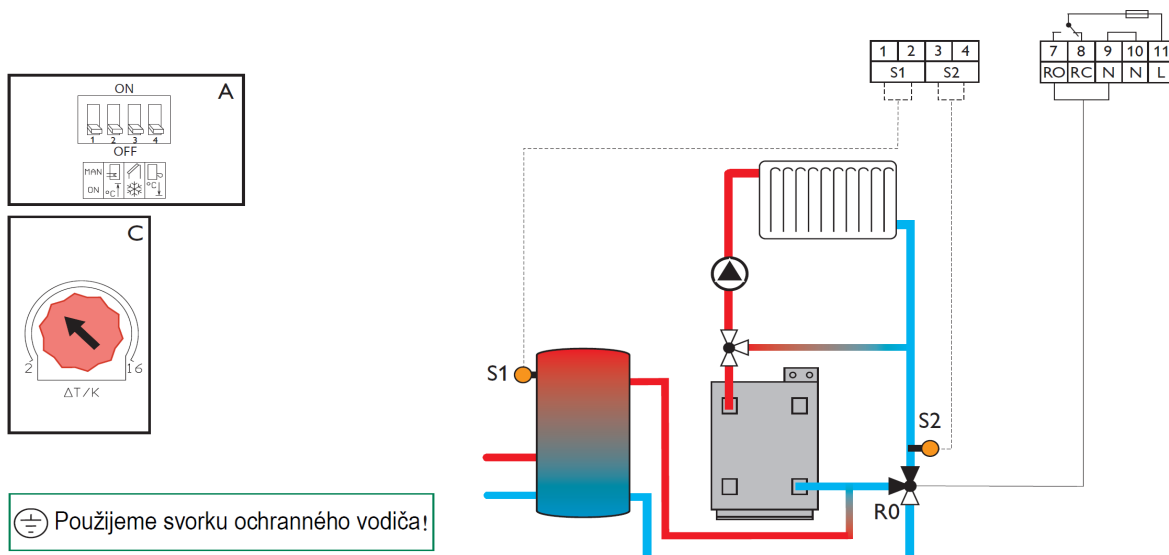 A
ON
1 2 3 4
OFF
MAN
ON
°C
°C
C
2 16
ΔT/K
Použijeme svorku ochranného vodiča!
1 2 3 4
S1 S2
7 8 9 10 11
RO RC N N L
S1
S2
R0